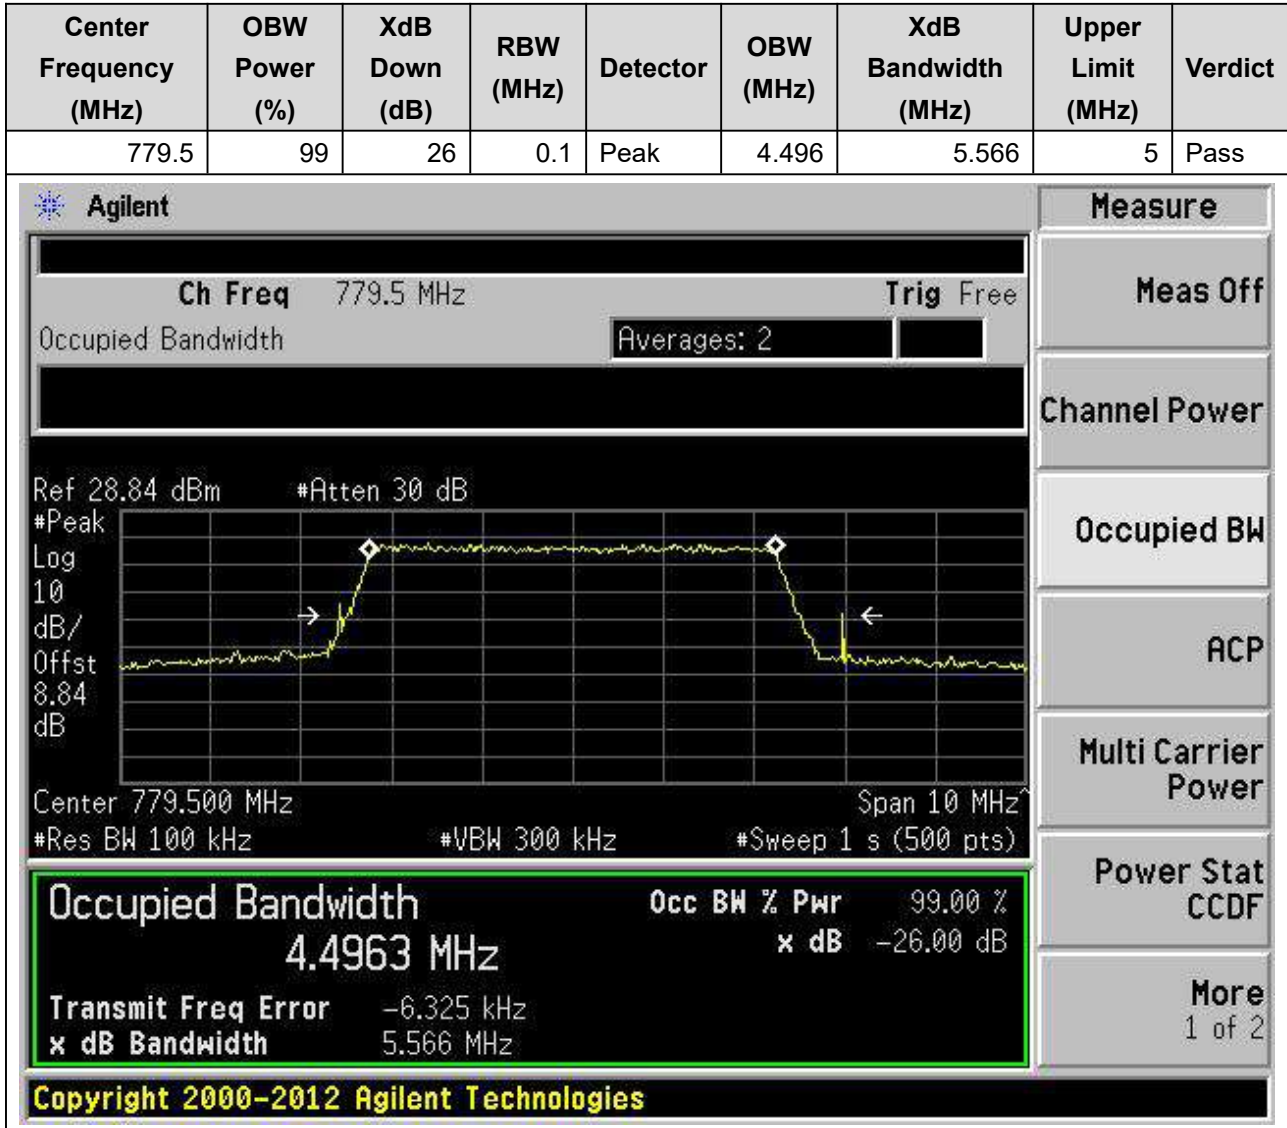 Center Frequency (MHz) OBW Power (%) XdB Down (dB) RBW (MHz) Detector OBW (MHz) XdB Bandwidth (MHz) Upper Limit (MHz) Verdict
779.5 99 26 0.1 Peak 4.496 5.566 5 Pass
Agilent
Measure
Ch Freq 779.5 MHz Trig Free
Meas Off
Occupied Bandwidth Averages: 2
Channel Power
Ref 28.84 dBm #Atten 30 dB
#Peak
Log
10
dB/
Offst
8.84
dB
Occupied BW
ACP
Multi Carrier
Power
Center 779.500 MHz Span 10 MHz^
#Res BW 100 kHz #VBW 300 kHz #Sweep 1 s (500 pts)
Power Stat
CCDF
Occupied Bandwidth Occ BW % Pwr 99.00 %
4.4963 MHz x dB -26.00 dB
Transmit Freq Error -6.325 kHz
x dB Bandwidth 5.566 MHz
More
1 of 2
Copyright 2000-2012 Agilent Technologies